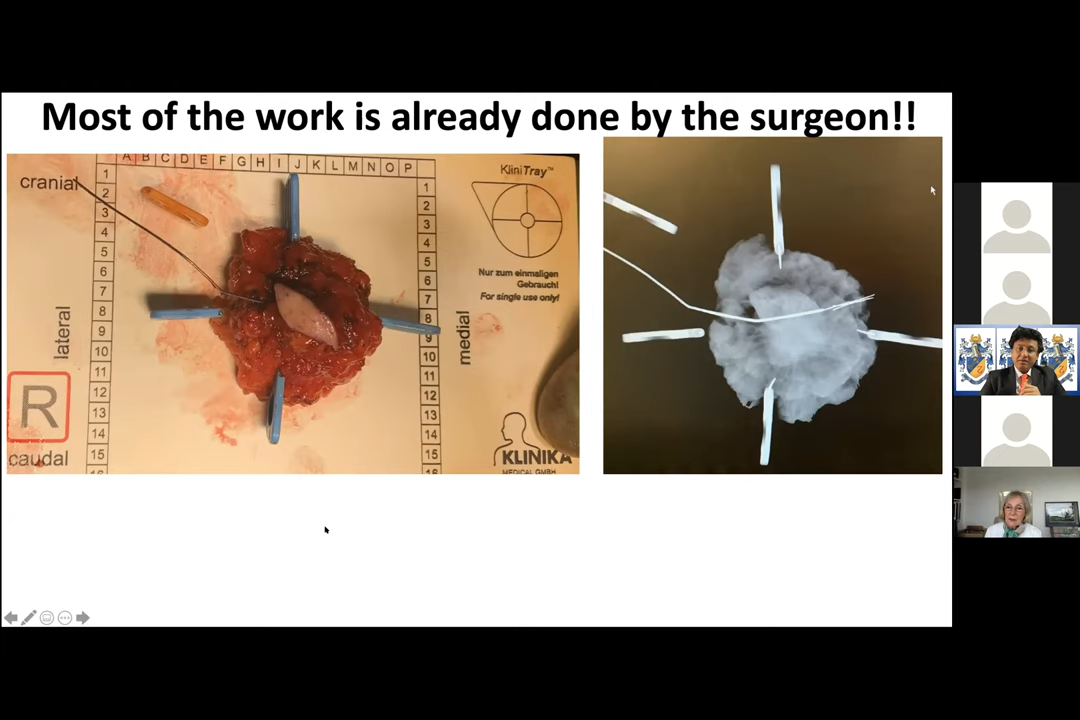 Most of the work is already done by the surgeon!!
A B C D E F G H I J K L M N O P
cranial
lateral
R
caudal
1
2
3
4
5
6
7
8
9
10
11
12
13
14
15
1
2
3
4
5
6
7
8
9
10
11
12
13
14
15
medial
KliniTray™
Nur zum einmaligen
Gebrauch!
For single use only!
KLINIKA
MEDICAL GMBH